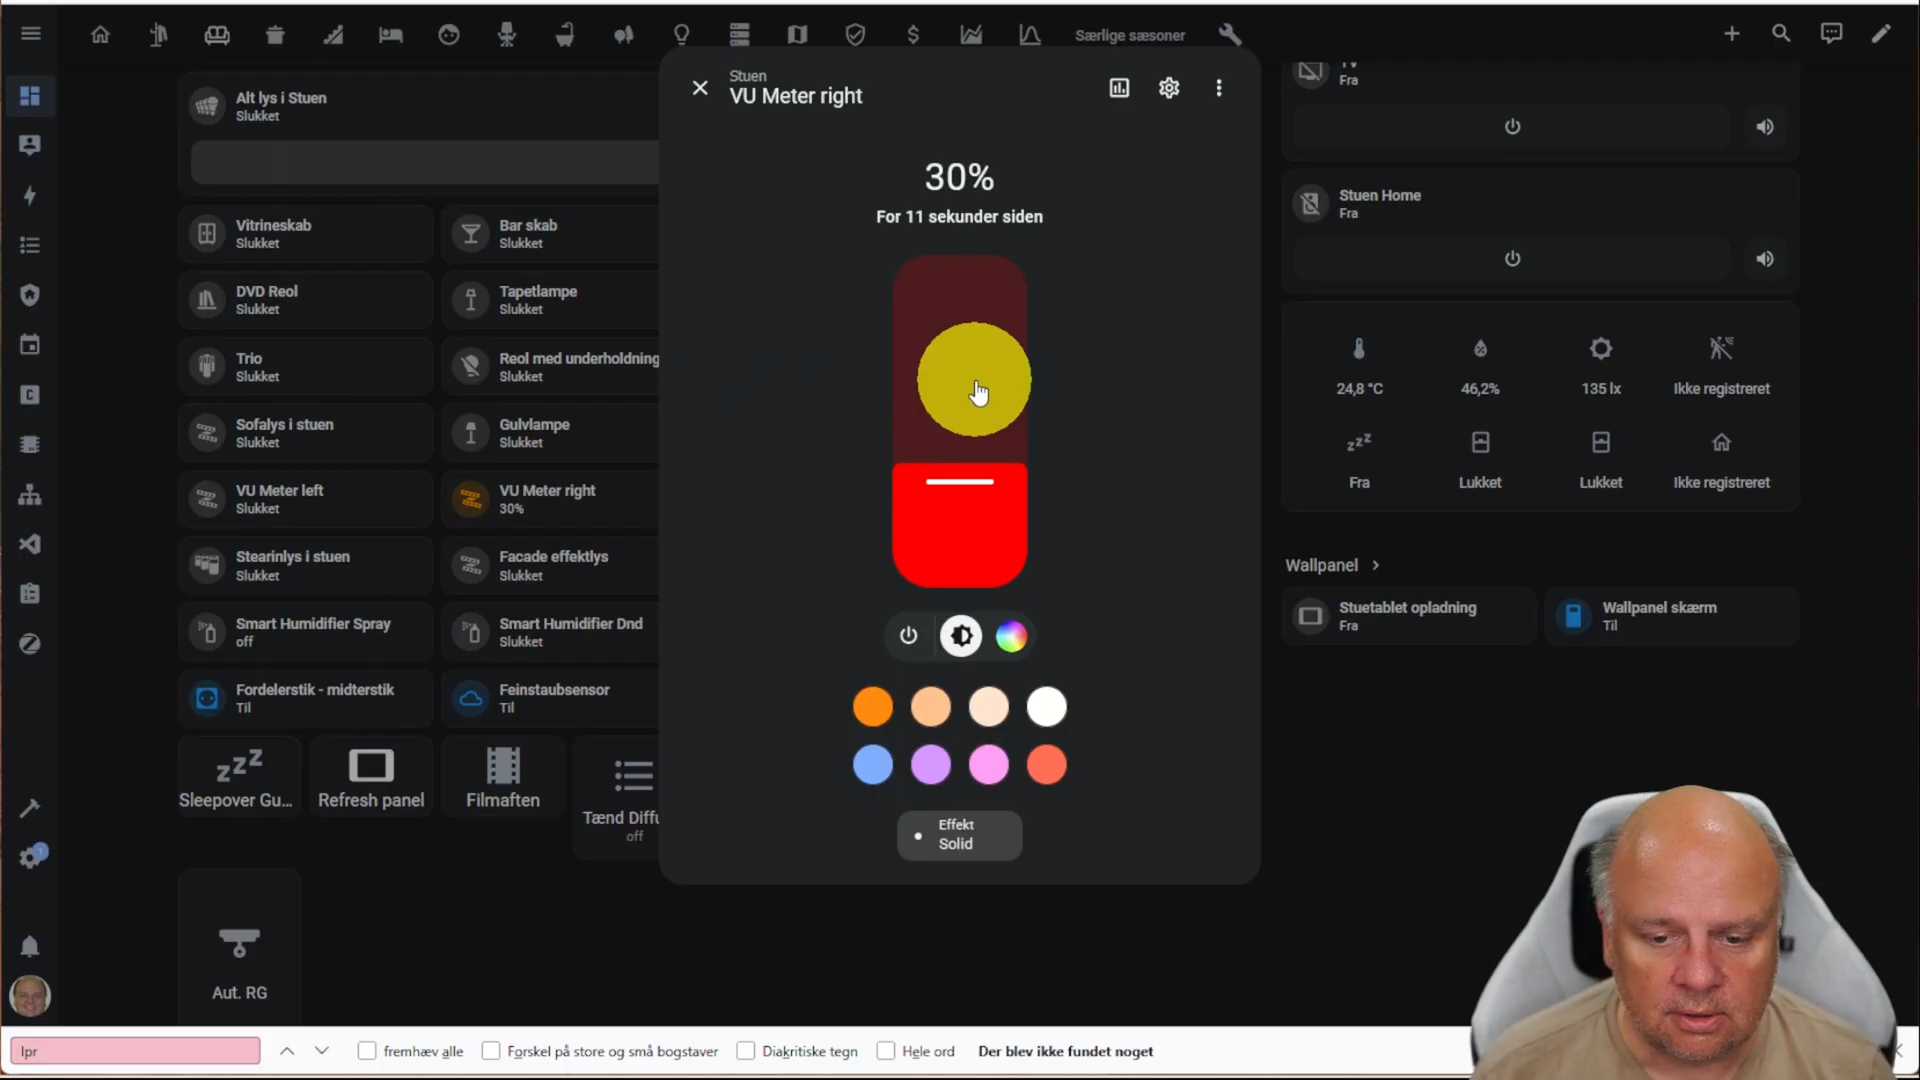 Særlige sæsoner
Alt lys i Stuen
Slukket
Vitrineskab
Slukket
Bar skab
Slukket
DVD Reol
Slukket
Tapetlampe
Slukket
Trio
Slukket
Reol med underholdning
Slukket
Sofalys i stuen
Slukket
Gulvlampe
Slukket
VU Meter left
Slukket
VU Meter right
30%
Stearinlys i stuen
Slukket
Facade effektlys
Slukket
Smart Humidifier Spray
off
Smart Humidifier Dnd
Slukket
Fordelerstik - midterstik
Til
Feinstaubsensor
Til
zzZ
Sleepover Gu...
Refresh panel
Filmaften
Tænd Diffu
off
Aut. RG
Stuen
VU Meter right
30%
For 11 sekunder siden
Effekt
Solid
TV
Fra
Stuen Home
Fra
24,8 °C
46,2%
135 lx
Ikke registreret
zzZ
Fra
Lukket
Lukket
Ikke registreret
Wallpanel
Stuetablet opladning
Fra
Wallpanel skærm
Til
1
lpr
fremhæv alle
Forskel på store og små bogstaver
Diakritiske tegn
Hele ord
Der blev ikke fundet noget